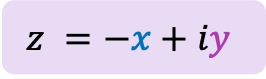 z = −x + iy